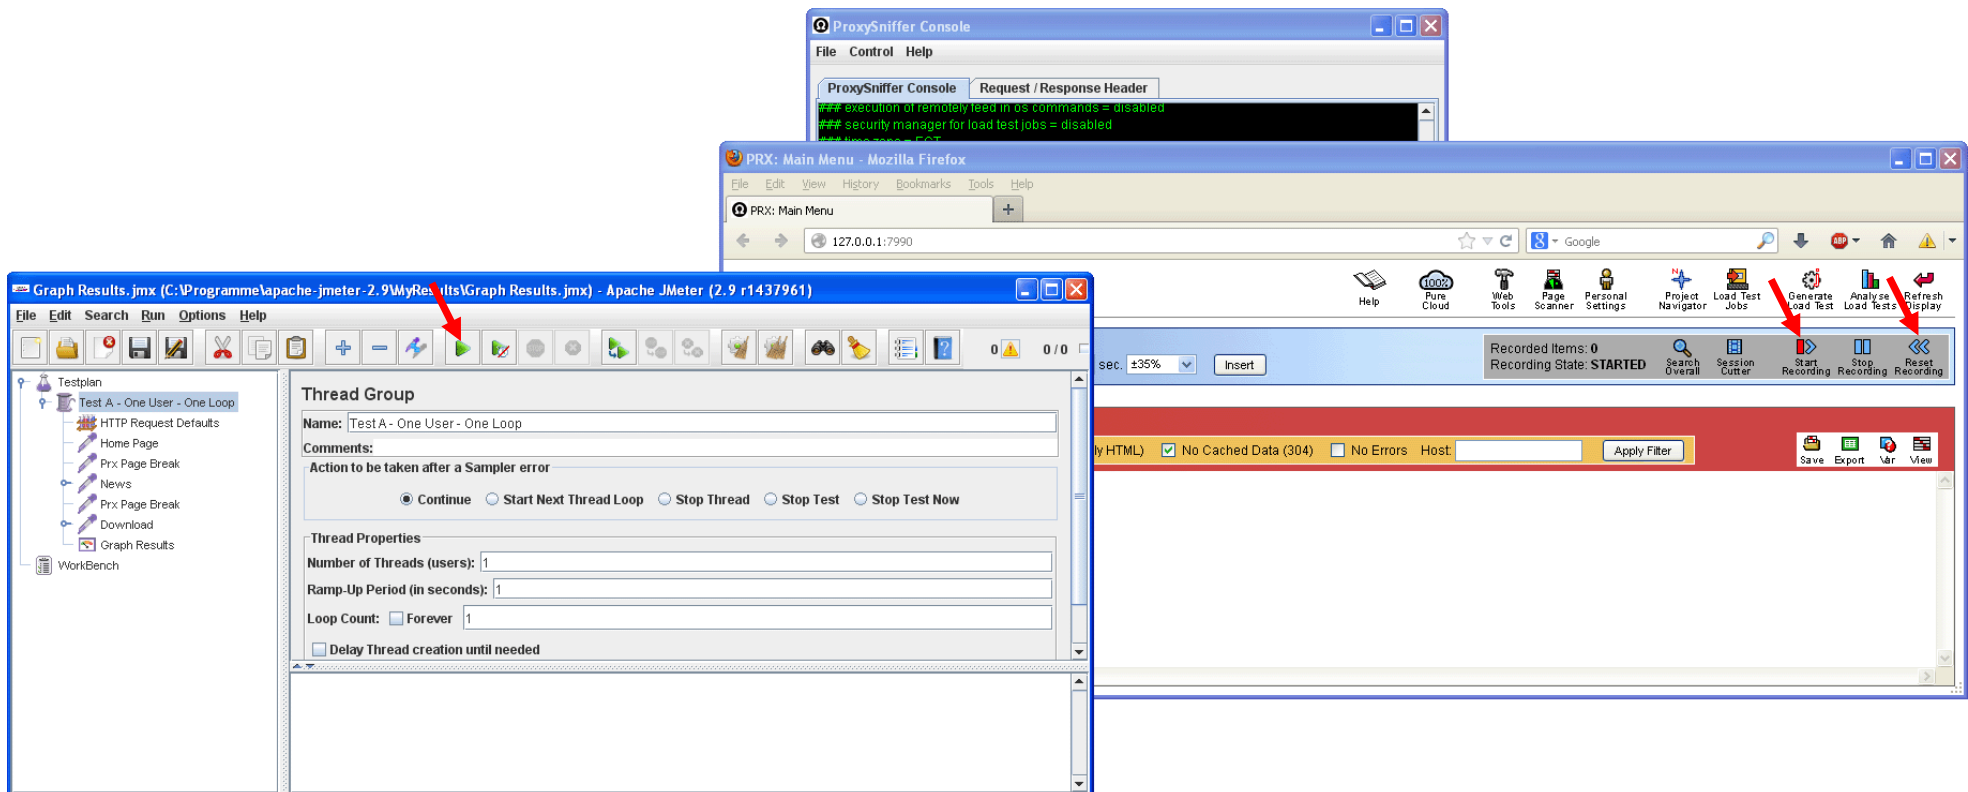 ProxySniffer Console
File Control Help
ProxySniffer Console Request / Response Header
### execution of remotely feed in os commands = disabled
### security manager for load test jobs = disabled
### time zone = ECT
PRX: Main Menu - Mozilla Firefox
File Edit View History Bookmarks Tools Help
PRX: Main Menu
127.0.0.1:7990
Google
ABP
Help
100%
Pure Cloud
Web Tools
Page Scanner
Personal Settings
N
Project Navigator
Load Test Jobs
Generate Load Test
Analyse Load Tests
Refresh Display
sec. ±35% Insert
Recorded Items: 0
Recording State: STARTED
Search Overall
Session Cutter
Start Recording
Stop Recording
Reset Recording
ly HTML) No Cached Data (304) No Errors Host: Apply Filter
Save Export Var View
Graph Results.jmx (C:\Programme\apache-jmeter-2.9\MyResults\Graph Results.jmx) - Apache JMeter (2.9 r1437961)
File Edit Search Run Options Help
0 0 / 0
Testplan
Test A - One User - One Loop
HTTP Request Defaults
Home Page
Prx Page Break
News
Prx Page Break
Download
Graph Results
WorkBench
Thread Group
Name: Test A - One User - One Loop
Comments:
Action to be taken after a Sampler error
Continue Start Next Thread Loop Stop Thread Stop Test Stop Test Now
Thread Properties
Number of Threads (users): 1
Ramp-Up Period (in seconds): 1
Loop Count: Forever 1
Delay Thread creation until needed